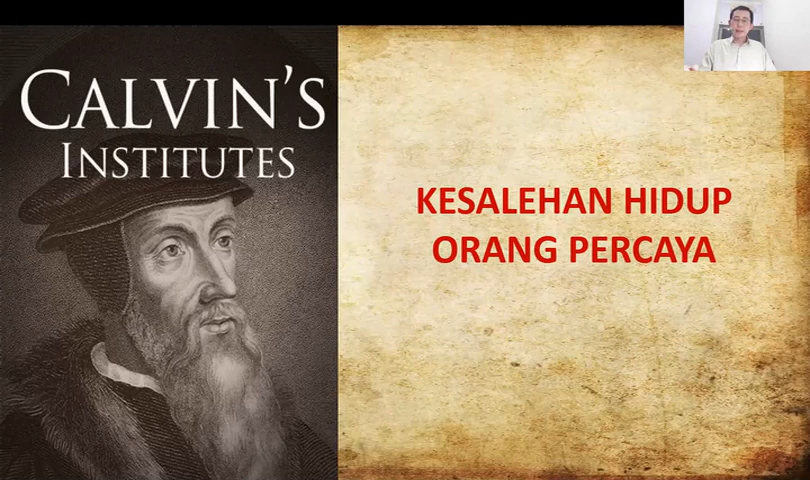 CALVIN'S
INSTITUTES
KESALEHAN HIDUP
ORANG PERCAYA